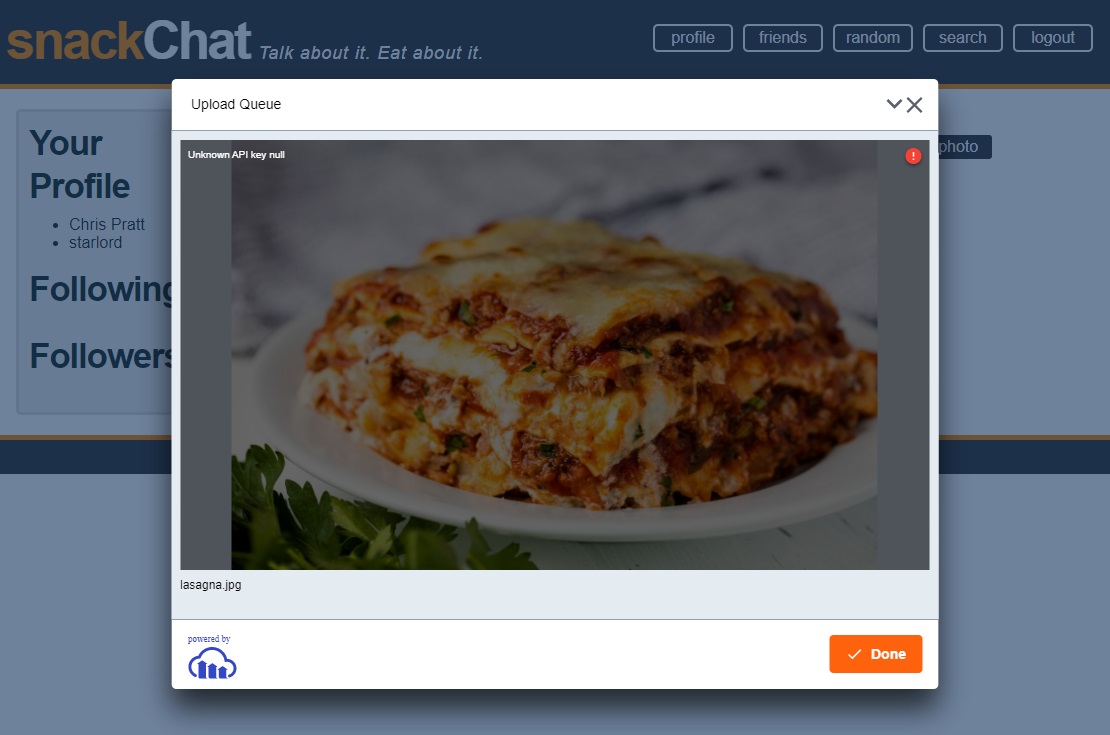 snackChat Talk about it. Eat about it.
profile
friends
random
search
logout
Upload Queue
Unknown API key null
!
photo
Your
Profile
• Chris Pratt
• starlord
Following
Followers
lasagna.jpg
powered by
Done